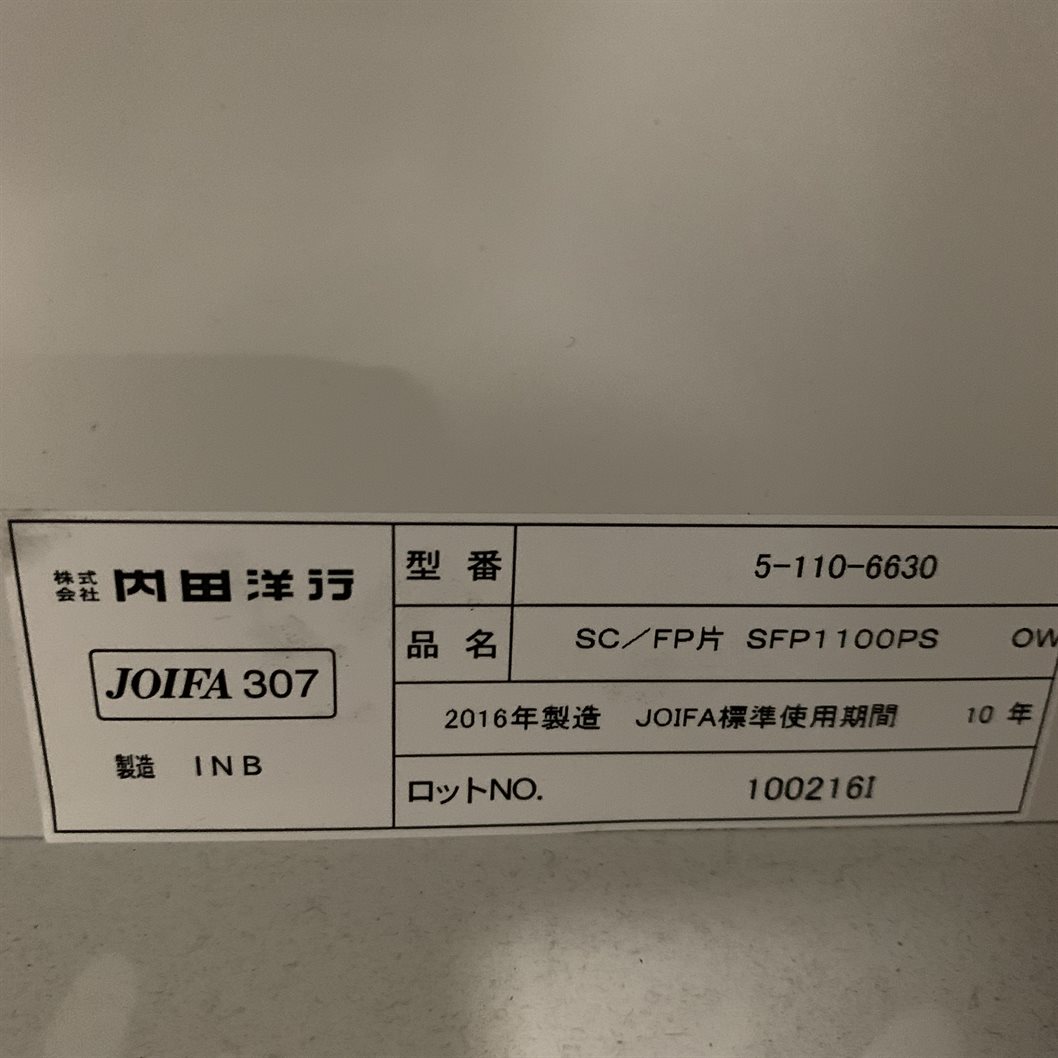 株式会社 内田洋行
JOIFA 307
製造 INB
型番 5-110-6630
品名 SC／FP片 SFP1100PS OW
2016年製造 JOIFA標準使用期間 10年
ロットNO. 100216I